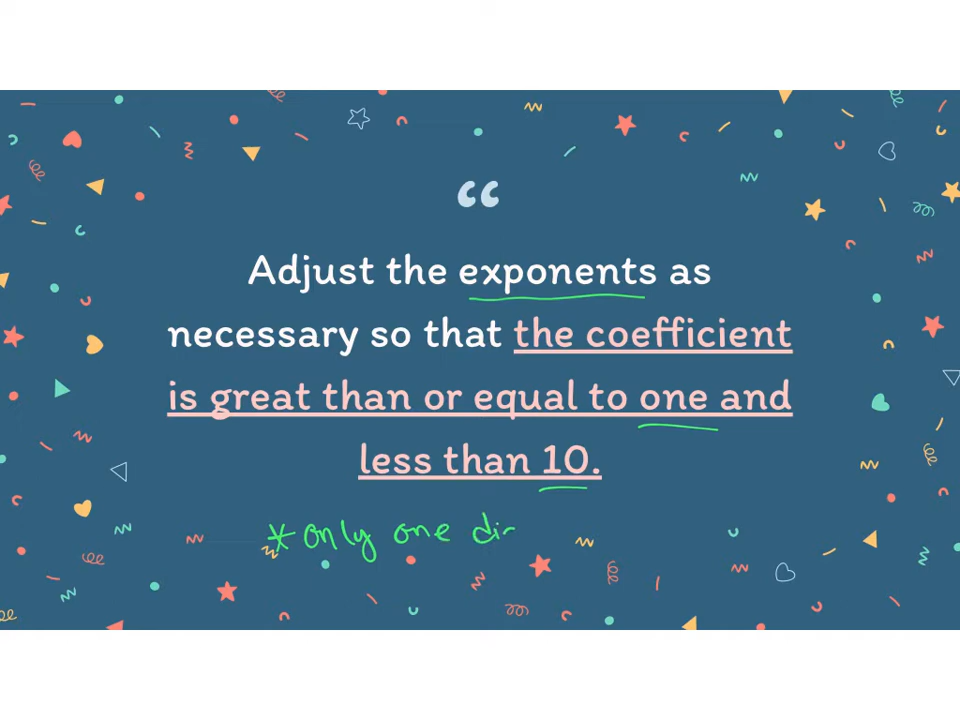 “
Adjust the exponents as
necessary so that the coefficient
is great than or equal to one and
less than 10.
*only one di